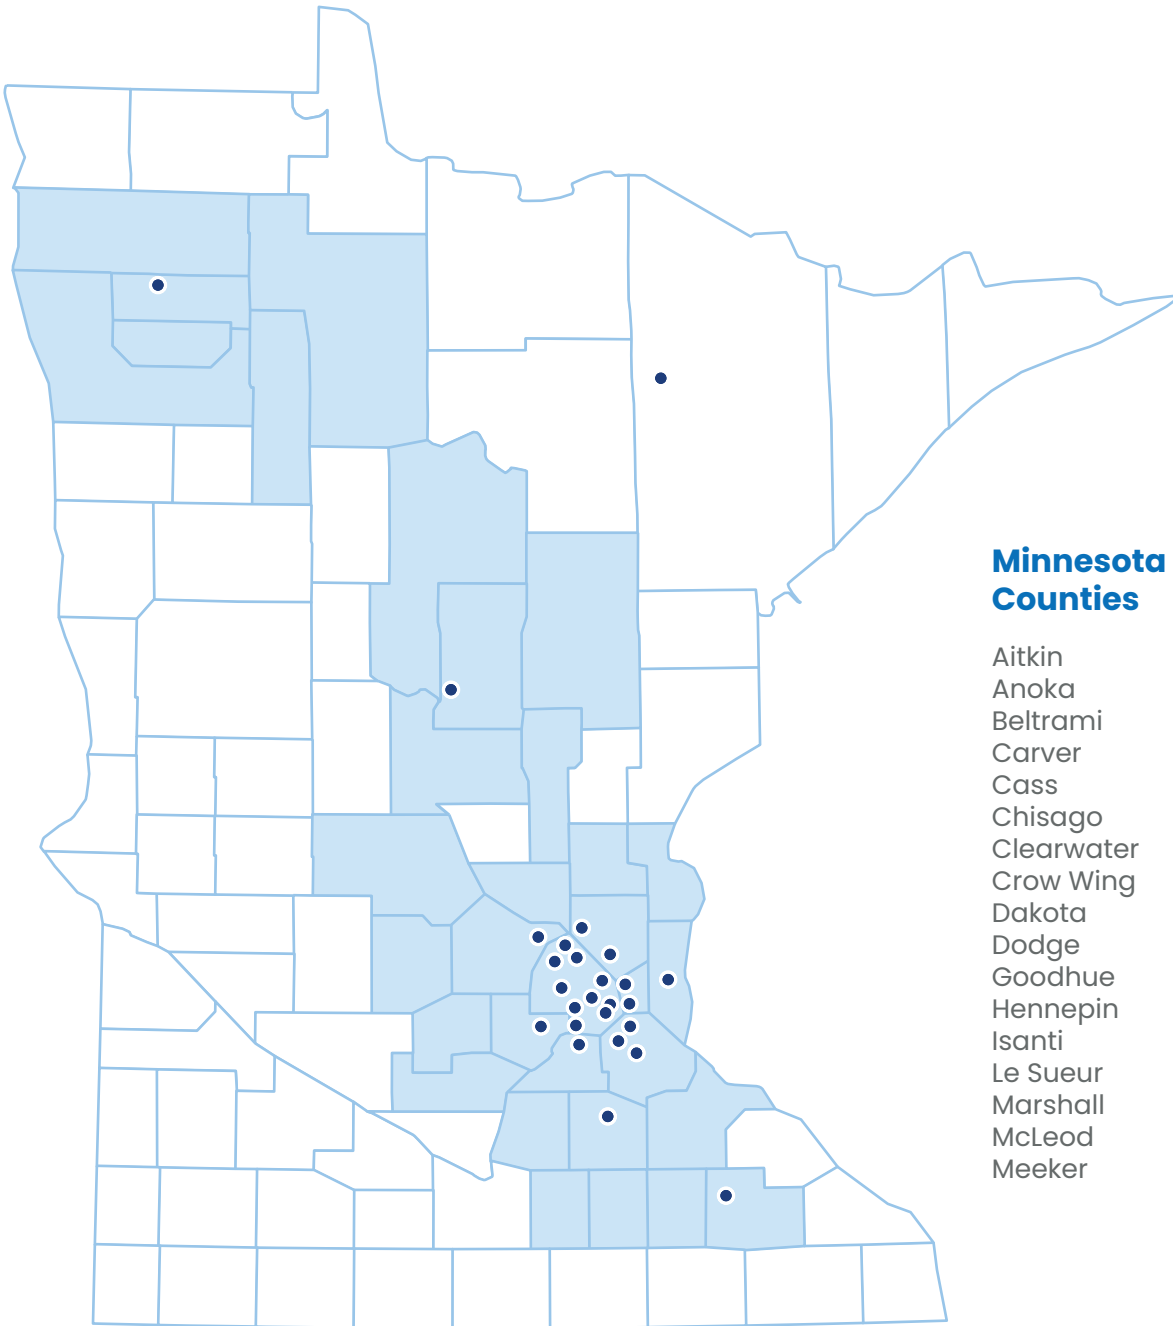 Minnesota
Counties
Aitkin
Anoka
Beltrami
Carver
Cass
Chisago
Clearwater
Crow Wing
Dakota
Dodge
Goodhue
Hennepin
Isanti
Le Sueur
Marshall
McLeod
Meeker